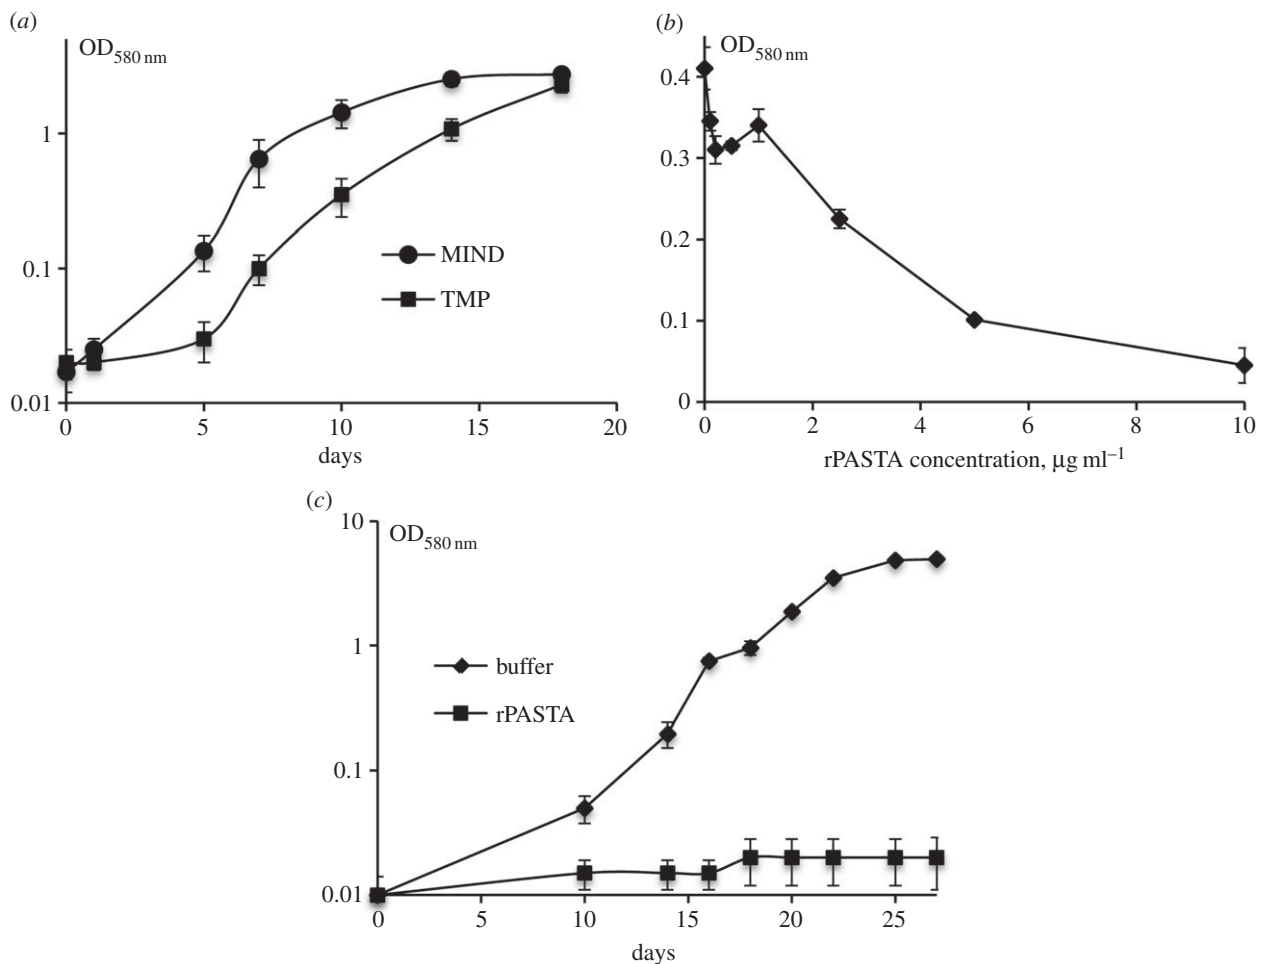 (a)
OD580 nm
1
0.1
0.01
0 5 10 15 20
days
MIND
TMP
(b)
OD580 nm
0.4
0.3
0.2
0.1
0
0 2 4 6 8 10
rPASTA concentration, µg ml–1
(c)
OD580 nm
10
1
0.1
0.01
0 5 10 15 20 25
days
buffer
rPASTA